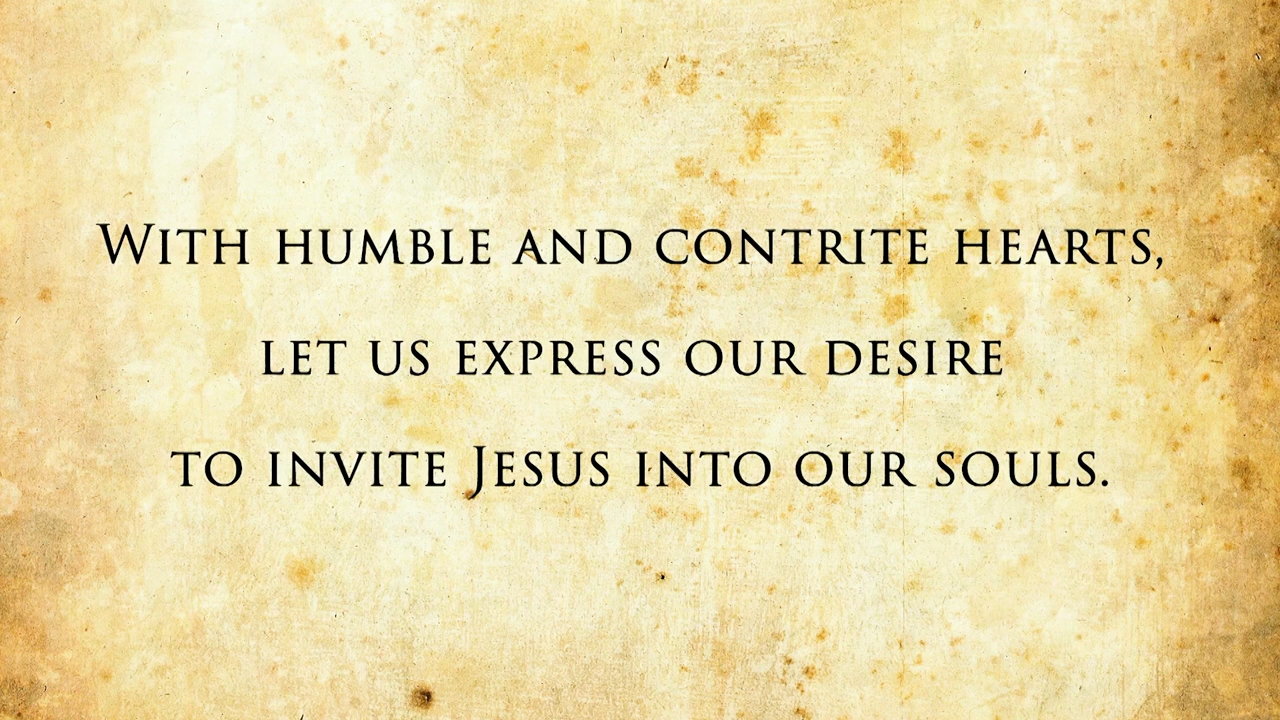 With humble and contrite hearts,
let us express our desire
to invite Jesus into our souls.